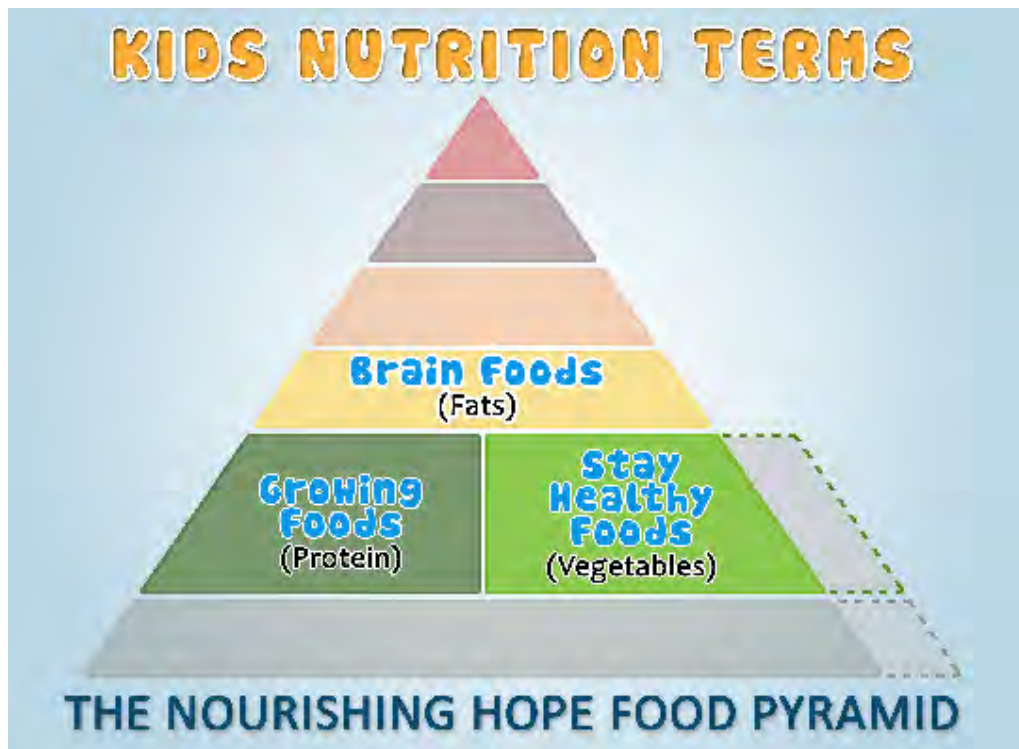 KIDS NUTRITION TERMS
Brain Foods
(Fats)
Growing
Foods
(Protein)
Stay
Healthy
Foods
(Vegetables)
THE NOURISHING HOPE FOOD PYRAMID